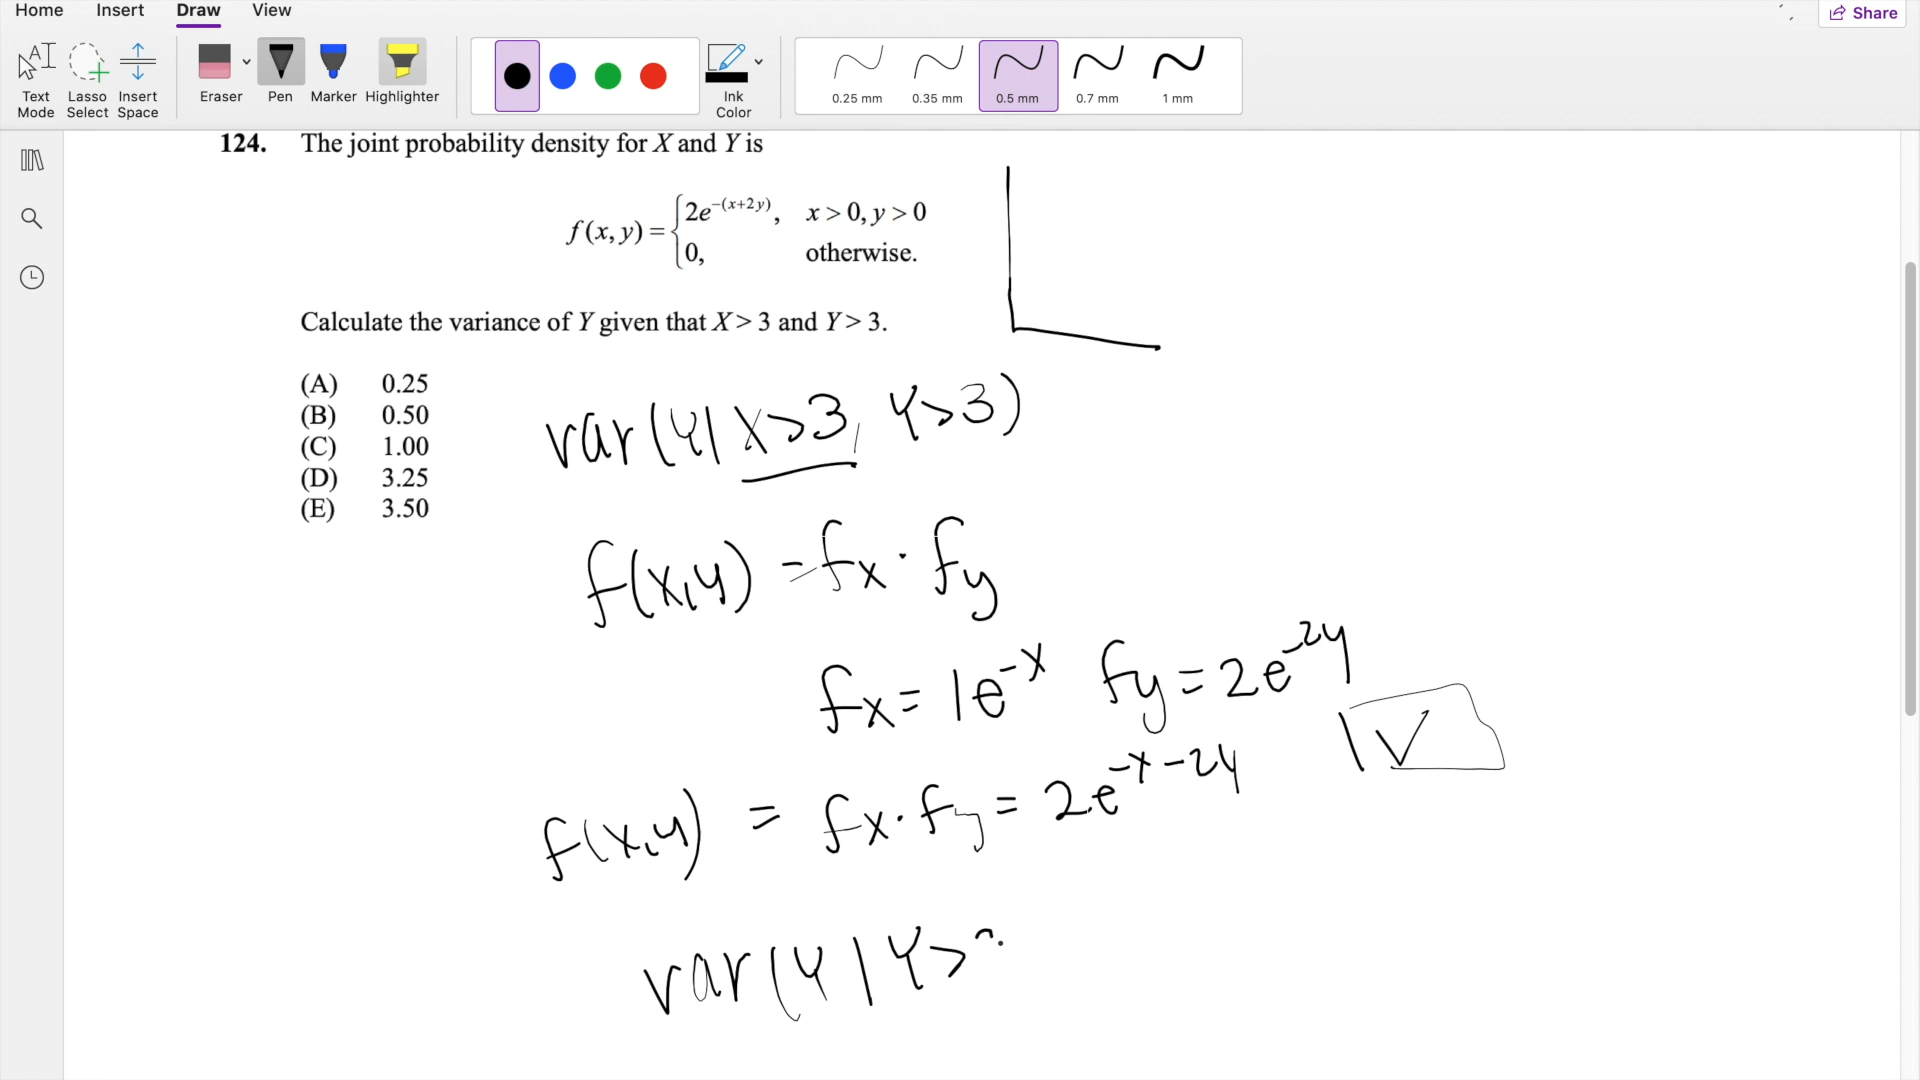 Home Insert Draw View Share
Text Mode Lasso Select Insert Space Eraser Pen Marker Highlighter Ink Color 0.25 mm 0.35 mm 0.5 mm 0.7 mm 1 mm
124. The joint probability density for X and Y is
f(x, y) = { 2e^{-(x+2y)}, x > 0, y > 0
0, otherwise.
Calculate the variance of Y given that X > 3 and Y > 3.
(A) 0.25
(B) 0.50
(C) 1.00
(D) 3.25
(E) 3.50
var(Y| X>3, Y>3)
f(x,y) = fx · fy
fx = 1e^{-x} fy = 2e^{-2y}
f(x,y) = fx · fy = 2e^{-x-2y}
var(Y | Y>